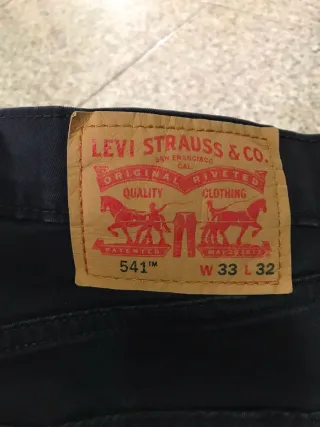 LEVI STRAUSS & CO.
SAN FRANCISCO
CAL.
ORIGINAL RIVETED
QUALITY CLOTHING
PATENTED MAY 20 1873
541™ W 33 L 32